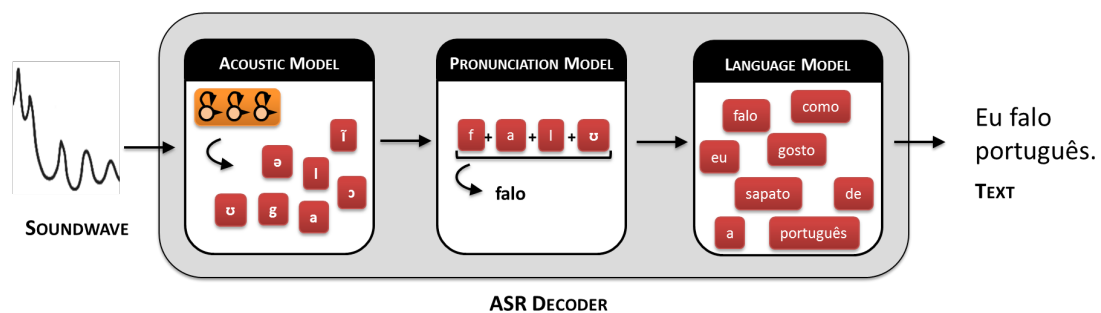 ACOUSTIC MODEL
ĩ
ə
l
ɔ
ʊ
g
a
PRONUNCIATION MODEL
f + a + l + ʊ
falo
LANGUAGE MODEL
falo
como
eu
gosto
sapato
de
a
português
SOUNDWAVE
Eu falo
português.
TEXT
ASR DECODER